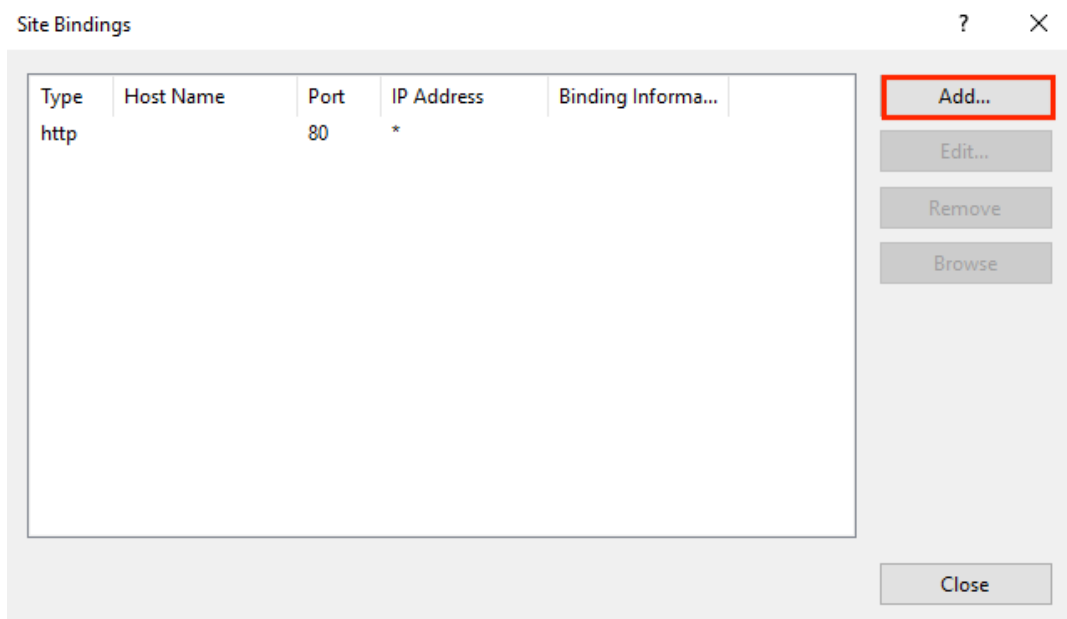 Site Bindings ? ×
Type Host Name Port IP Address Binding Informa... Add...
http 80 *
Edit...
Remove
Browse
Close